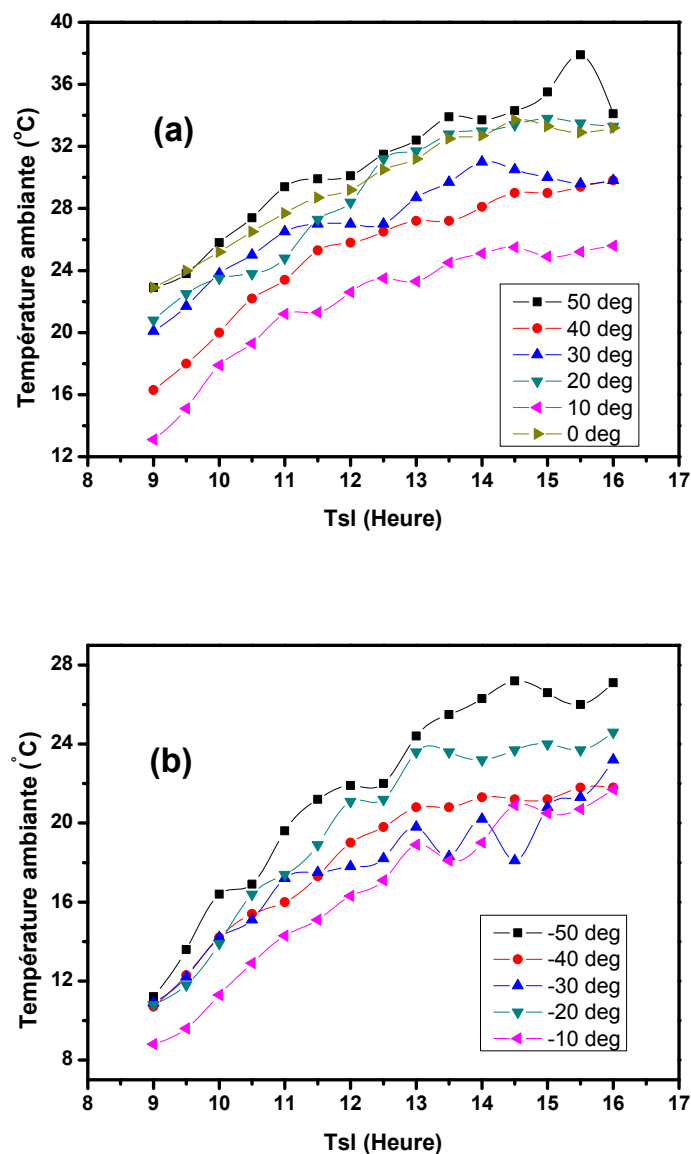 40
36
32
28
24
20
16
12
Température ambiante (°C)
(a)
50 deg
40 deg
30 deg
20 deg
10 deg
0 deg
8 9 10 11 12 13 14 15 16 17
Tsl (Heure)
28
24
20
16
12
8
Température ambiante (°C)
(b)
-50 deg
-40 deg
-30 deg
-20 deg
-10 deg
8 9 10 11 12 13 14 15 16 17
Tsl (Heure)